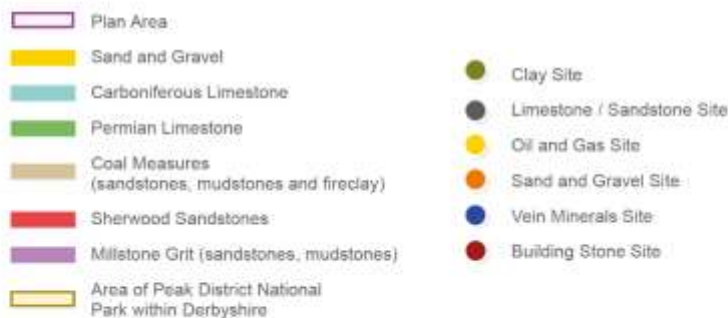 Plan Area
Sand and Gravel
Carboniferous Limestone
Permian Limestone
Coal Measures
(sandstones, mudstones and fireclay)
Sherwood Sandstones
Millstone Grit (sandstones, mudstones)
Area of Peak District National
Park within Derbyshire
Clay Site
Limestone / Sandstone Site
Oil and Gas Site
Sand and Gravel Site
Vein Minerals Site
Building Stone Site